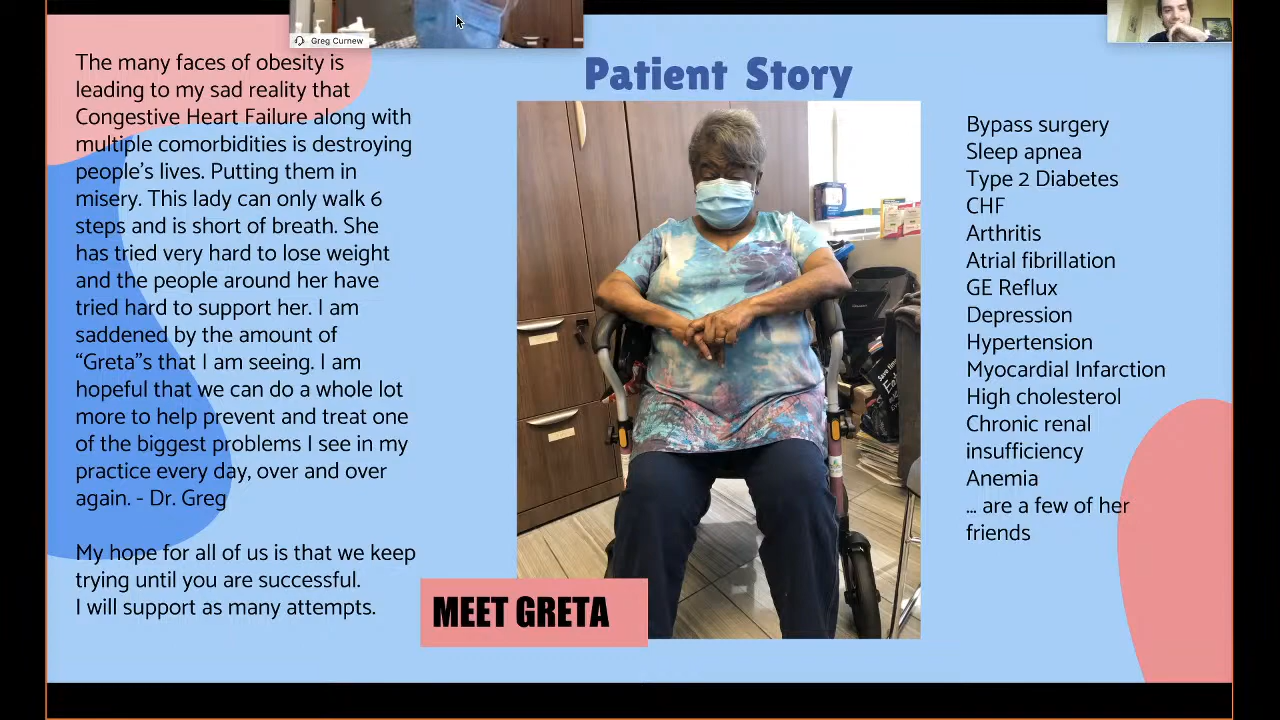 Greg Curnew
Patient Story
The many faces of obesity is
leading to my sad reality that
Congestive Heart Failure along with
multiple comorbidities is destroying
people's lives. Putting them in
misery. This lady can only walk 6
steps and is short of breath. She
has tried very hard to lose weight
and the people around her have
tried hard to support her. I am
saddened by the amount of
“Greta”s that I am seeing. I am
hopeful that we can do a whole lot
more to help prevent and treat one
of the biggest problems I see in my
practice every day, over and over
again. - Dr. Greg
My hope for all of us is that we keep
trying until you are successful.
I will support as many attempts.
MEET GRETA
Bypass surgery
Sleep apnea
Type 2 Diabetes
CHF
Arthritis
Atrial fibrillation
GE Reflux
Depression
Hypertension
Myocardial Infarction
High cholesterol
Chronic renal
insufficiency
Anemia
... are a few of her
friends